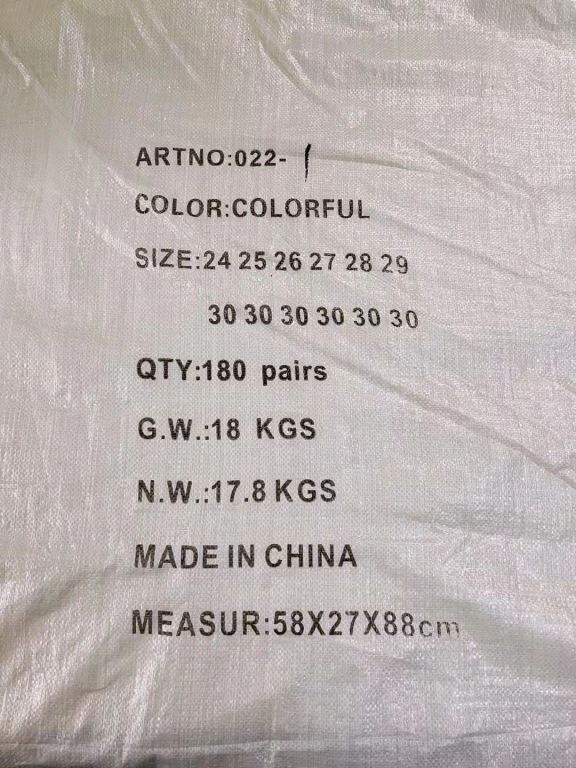 ARTNO:022-1
COLOR:COLORFUL
SIZE:24 25 26 27 28 29
30 30 30 30 30 30
QTY:180 pairs
G.W.:18 KGS
N.W.:17.8 KGS
MADE IN CHINA
MEASUR:58X27X88cm